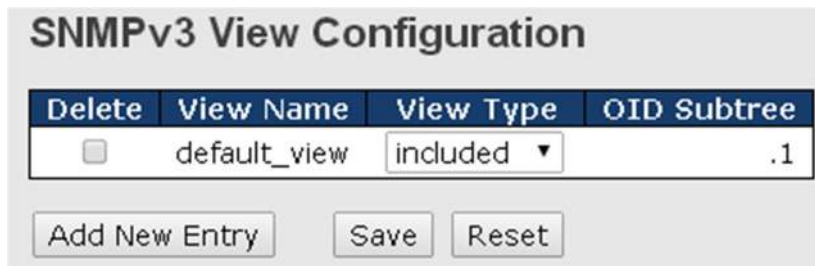 SNMPv3 View Configuration
Delete View Name View Type OID Subtree
default_view included .1
Add New Entry Save Reset